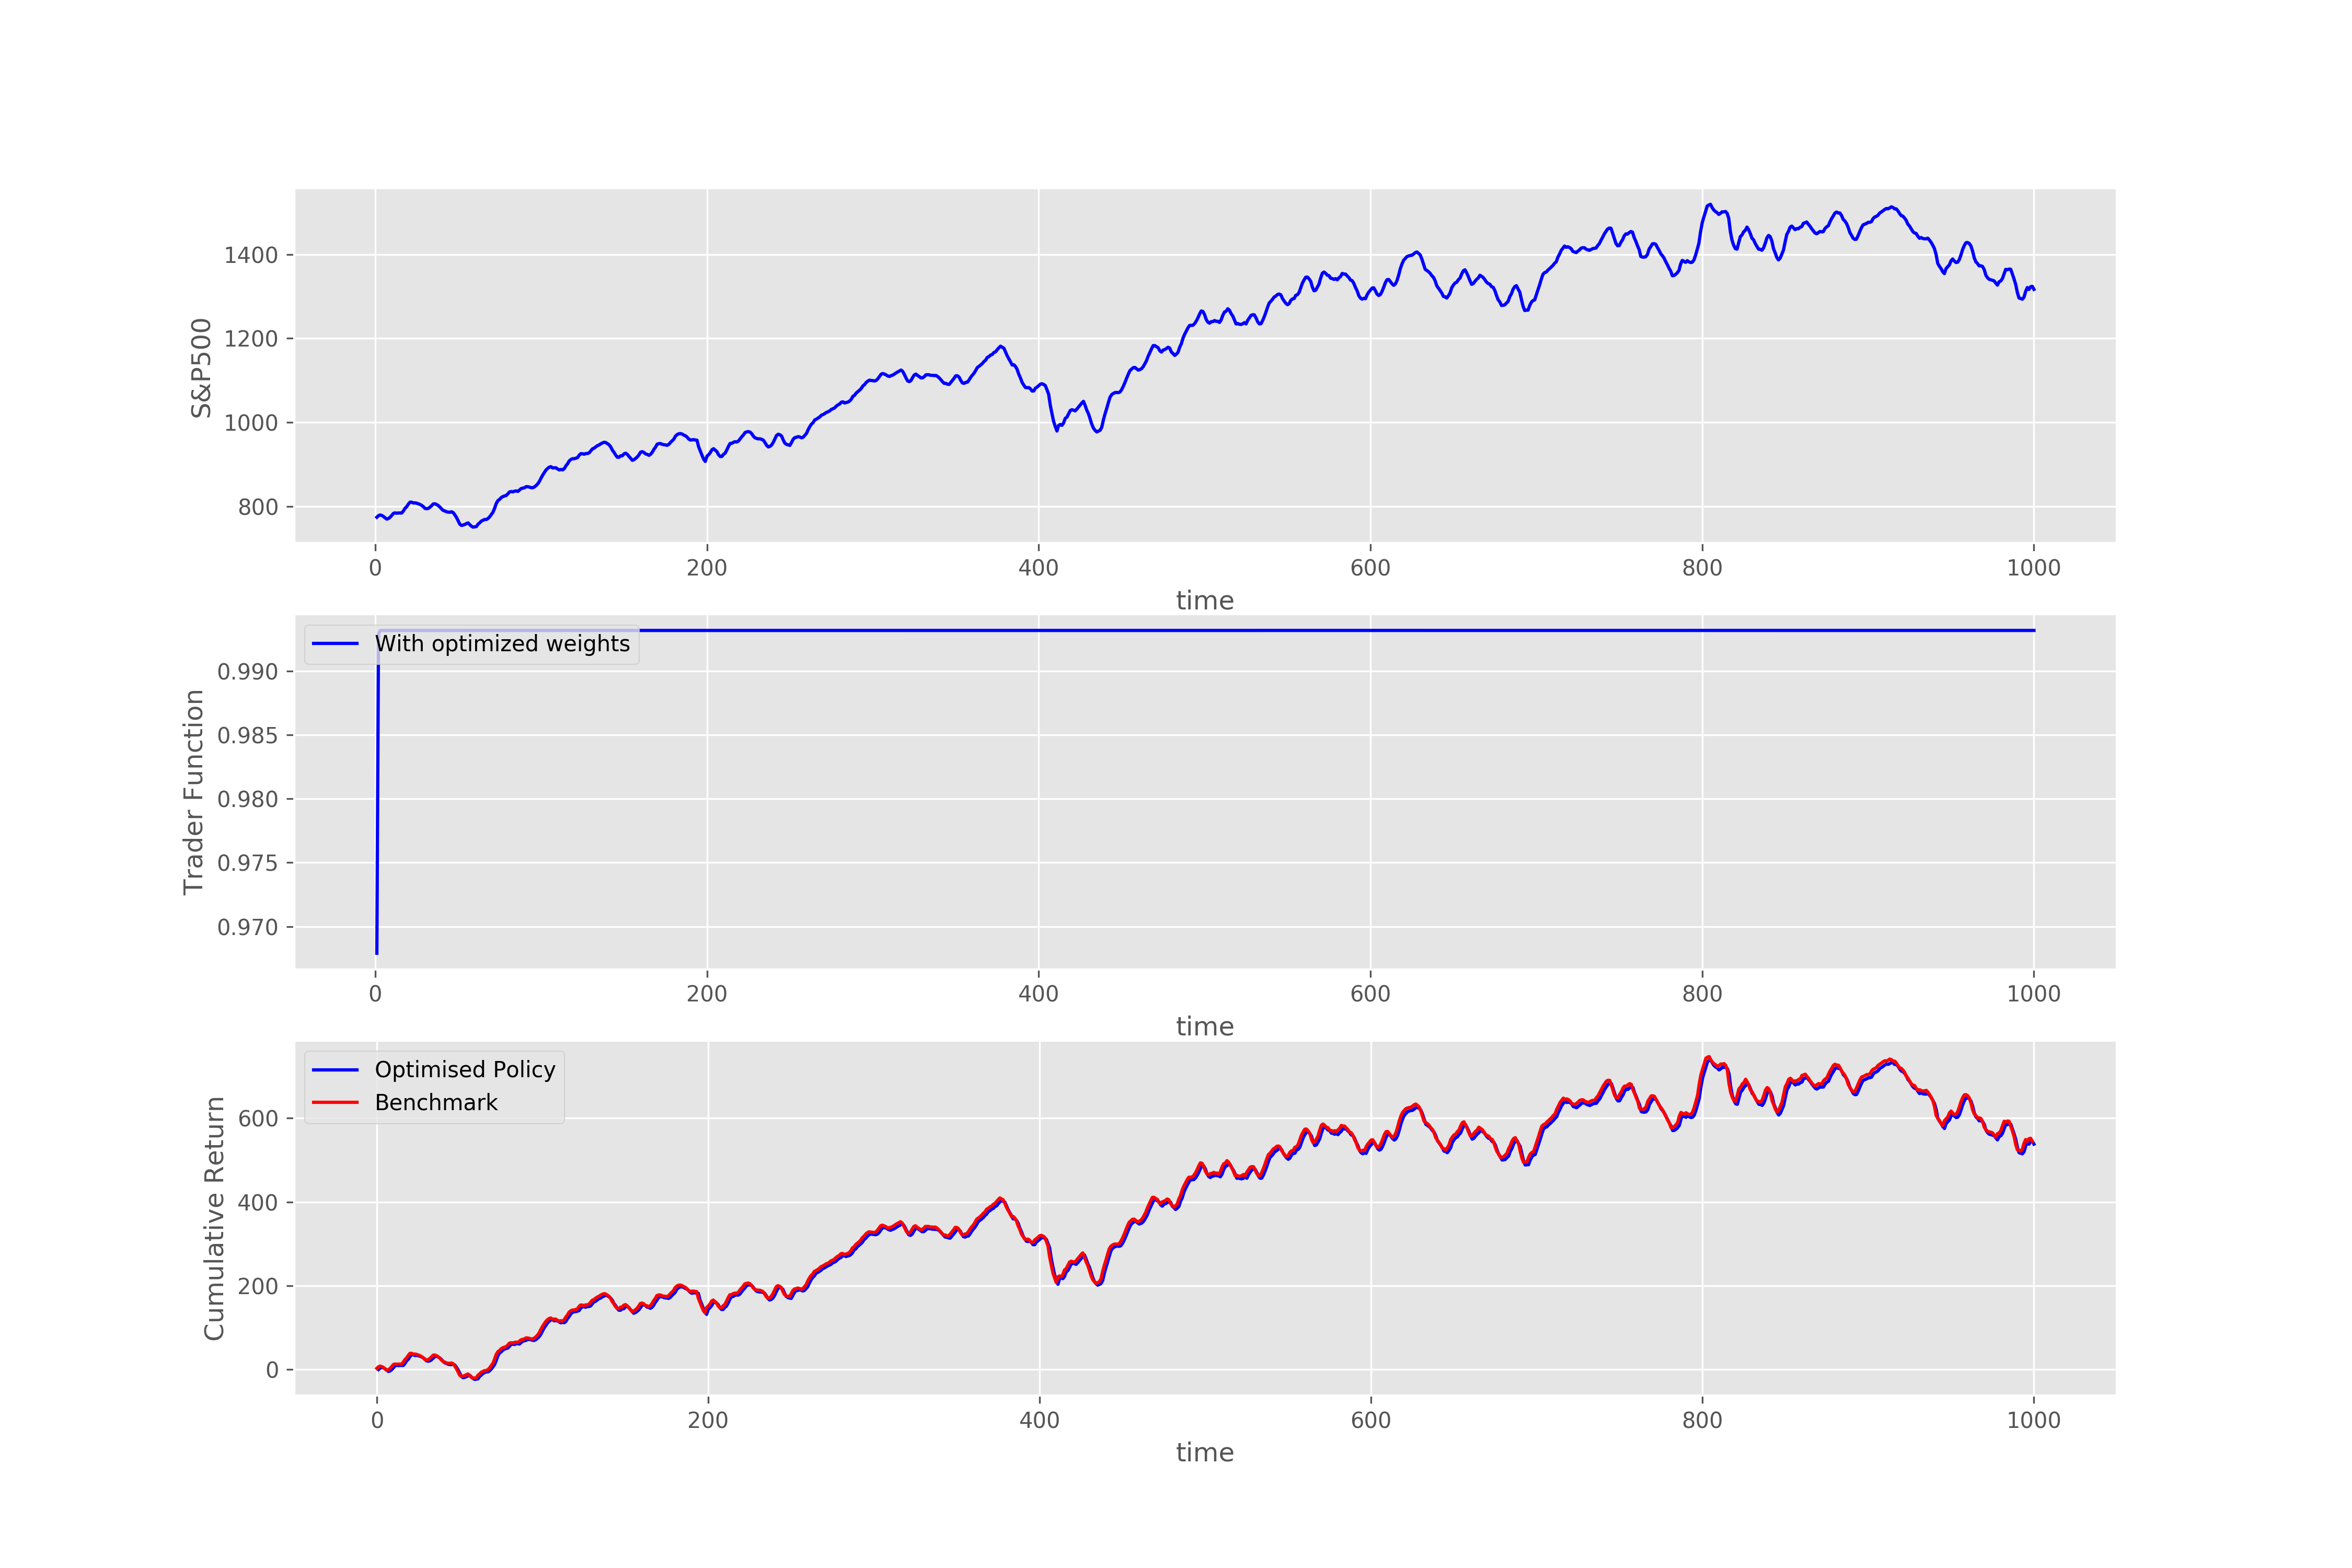 S&P500
1400
1200
1000
800
0 200 400 600 800 1000
time
With optimized weights
Trader Function
0.990
0.985
0.980
0.975
0.970
0 200 400 600 800 1000
time
Optimised Policy
Benchmark
Cumulative Return
600
400
200
0
0 200 400 600 800 1000
time